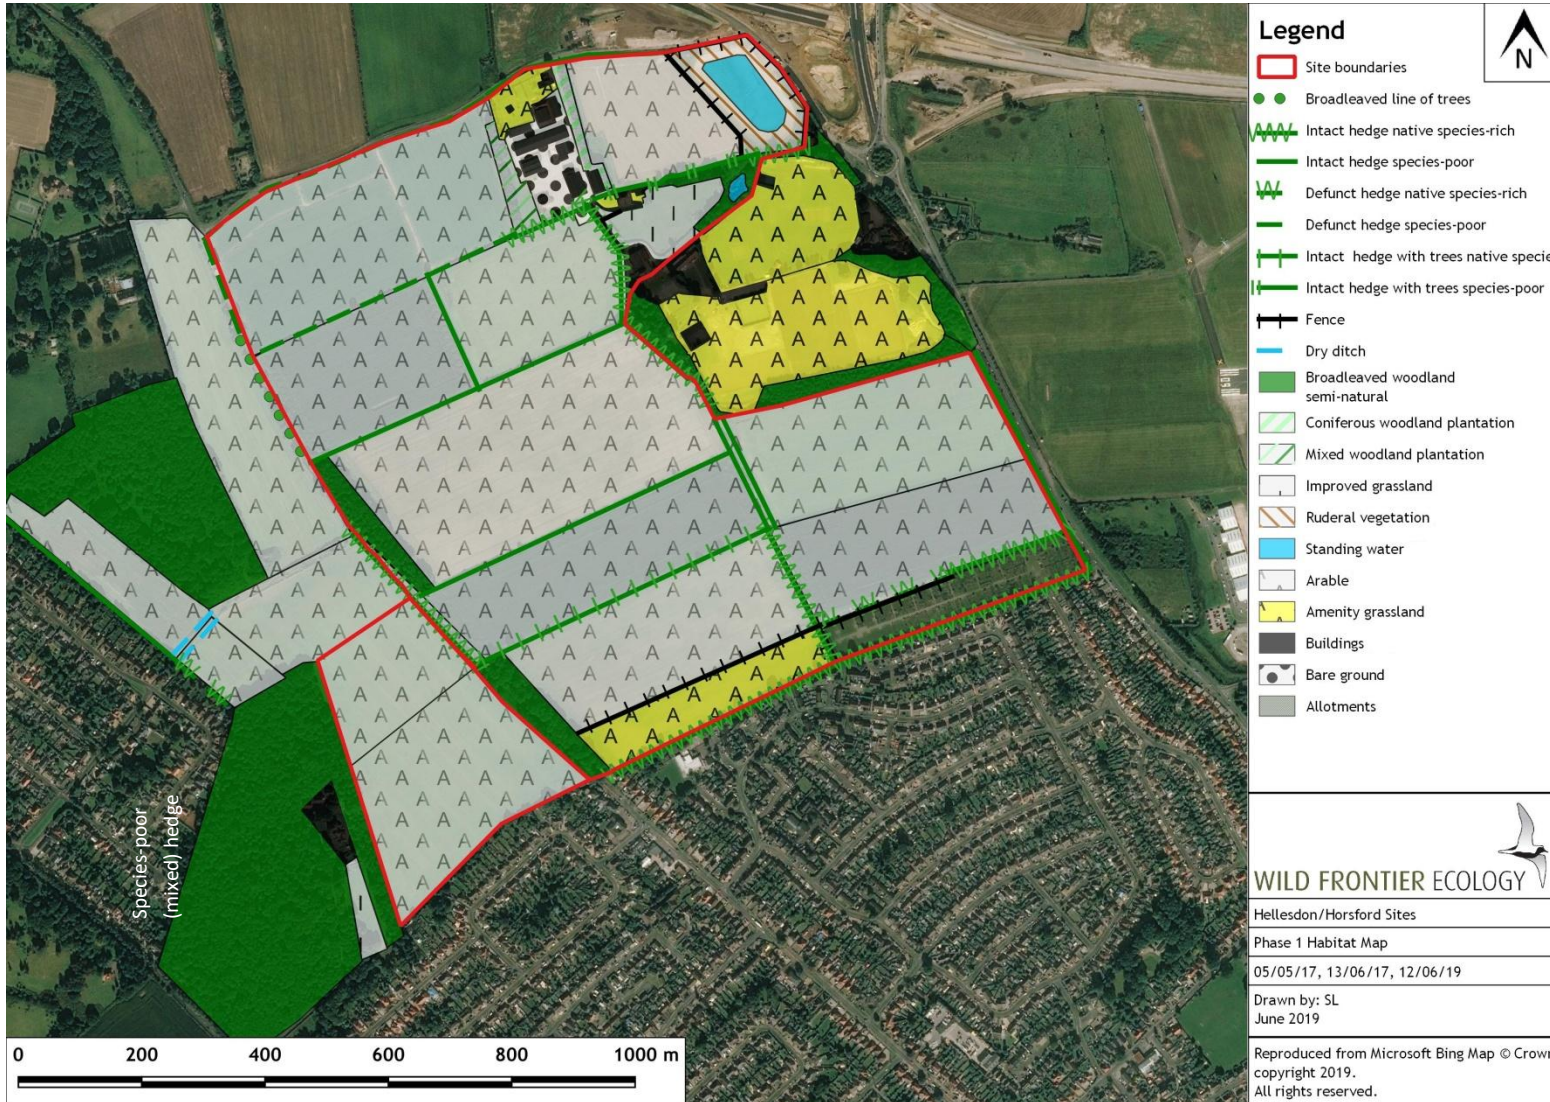 Legend
N
Site boundaries
Broadleaved line of trees
Intact hedge native species-rich
Intact hedge species-poor
Defunct hedge native species-rich
Defunct hedge species-poor
Intact hedge with trees native specie
Intact hedge with trees species-poor
Fence
Dry ditch
Broadleaved woodland
semi-natural
Coniferous woodland plantation
Mixed woodland plantation
Improved grassland
Ruderal vegetation
Standing water
Arable
Amenity grassland
Buildings
Bare ground
Allotments
Species-poor
(mixed) hedge
WILD FRONTIER ECOLOGY
Hellesdon/Horsford Sites
Phase 1 Habitat Map
05/05/17, 13/06/17, 12/06/19
Drawn by: SL
June 2019
Reproduced from Microsoft Bing Map © Crown
copyright 2019.
All rights reserved.
0 200 400 600 800 1000 m